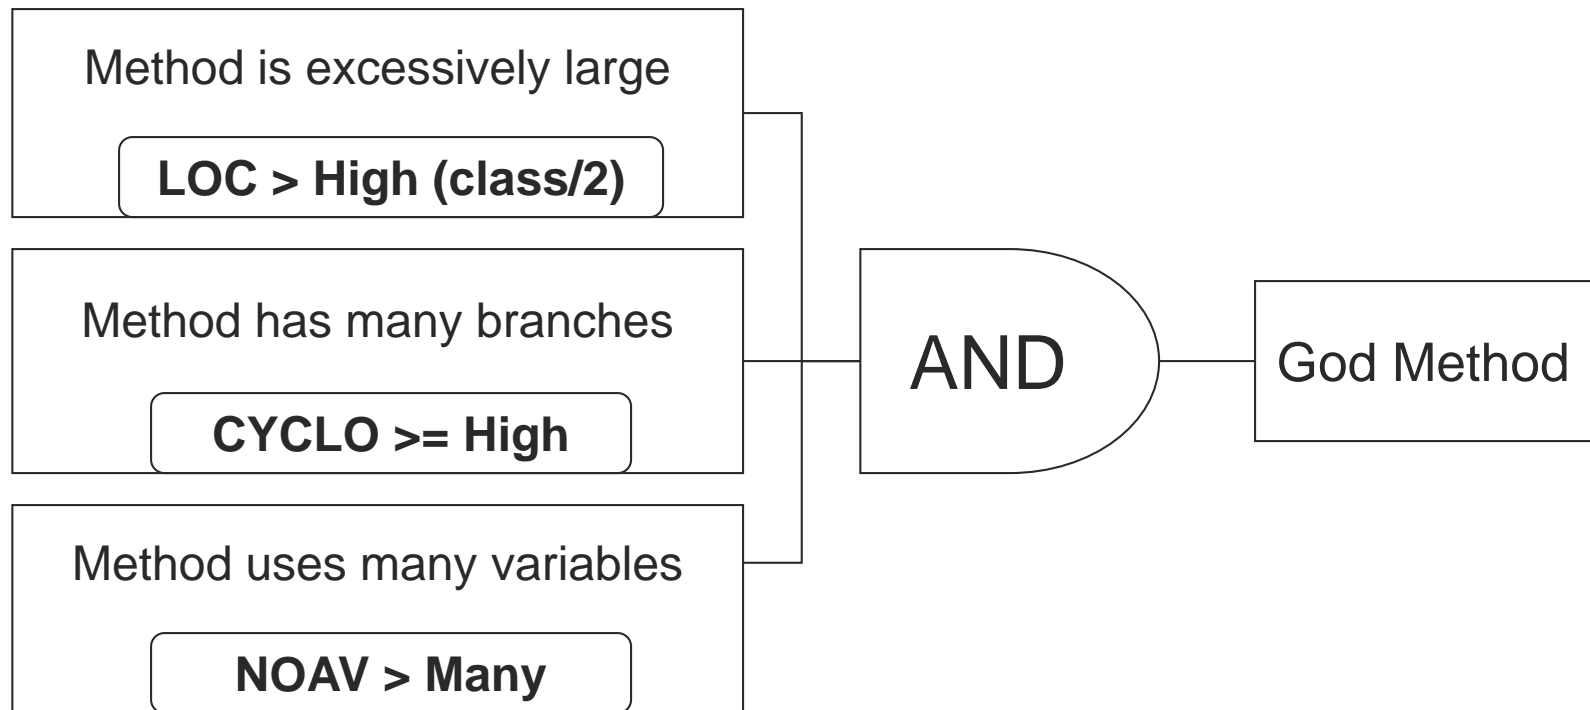 Method is excessively large
LOC > High (class/2)
Method has many branches
CYCLO >= High
Method uses many variables
NOAV > Many
AND
God Method